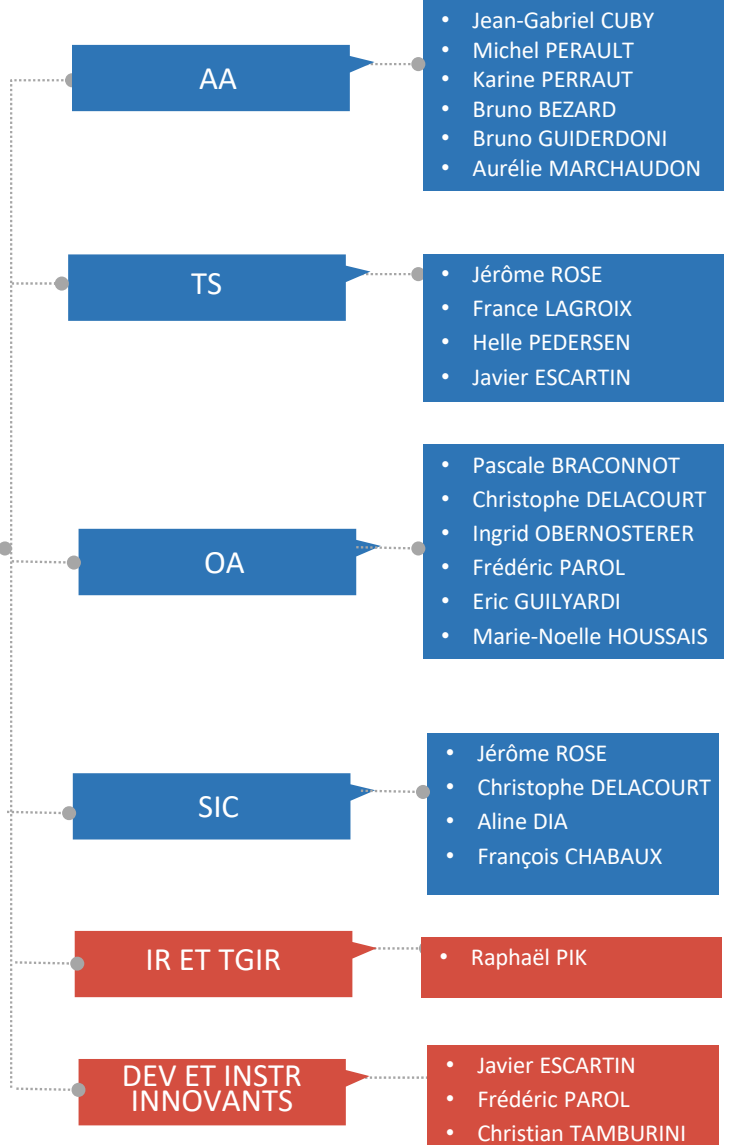 AA
• Jean-Gabriel CUBY
• Michel PERAULT
• Karine PERRAUT
• Bruno BEZARD
• Bruno GUIDERDONI
• Aurélie MARCHAUDON
TS
• Jérôme ROSE
• France LAGROIX
• Helle PEDERSEN
• Javier ESCARTIN
OA
• Pascale BRACONNOT
• Christophe DELACOURT
• Ingrid OBERNOSTERER
• Frédéric PAROL
• Eric GUILYARDI
• Marie-Noelle HOUSSAIS
SIC
• Jérôme ROSE
• Christophe DELACOURT
• Aline DIA
• François CHABAUX
IR ET TGIR
• Raphaël PIK
DEV ET INSTR
INNOVANTS
• Javier ESCARTIN
• Frédéric PAROL
• Christian TAMBURINI